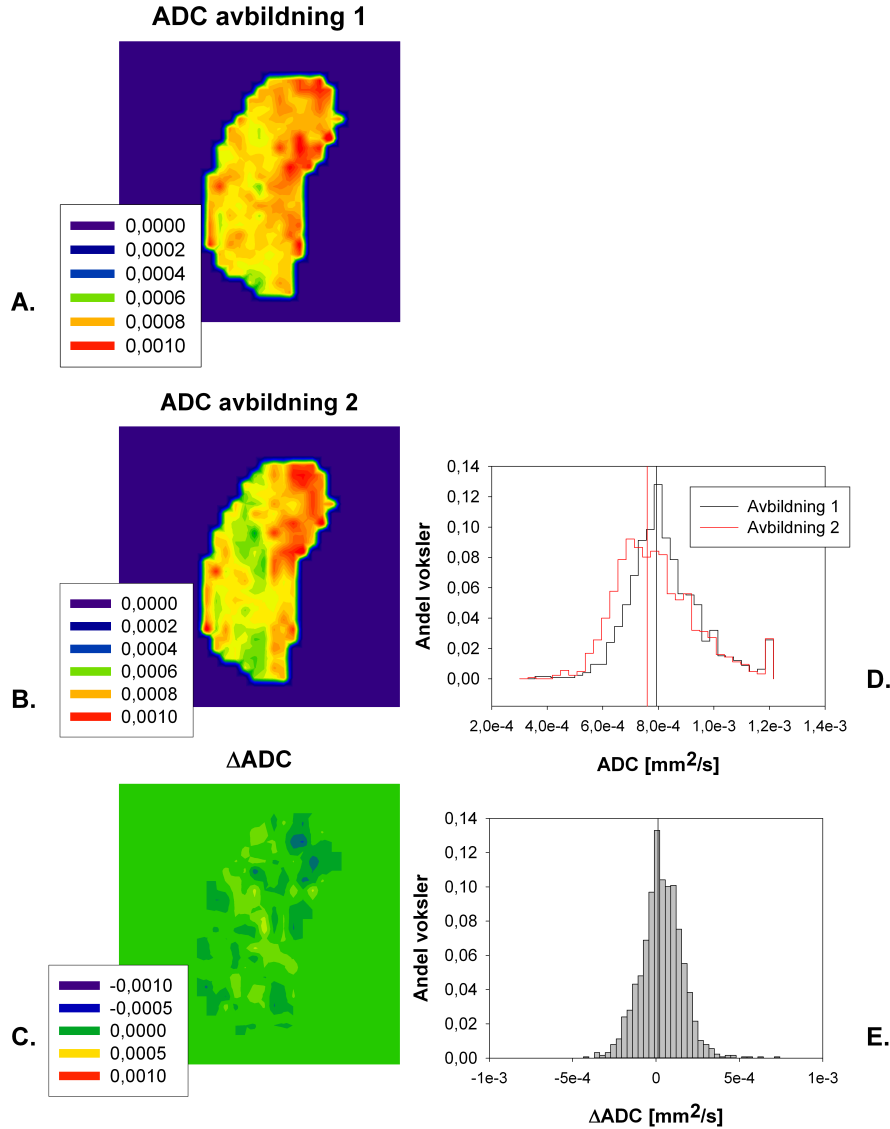 ADC avbildning 1
0,0000
0,0002
0,0004
0,0006
0,0008
0,0010
A.
ADC avbildning 2
0,0000
0,0002
0,0004
0,0006
0,0008
0,0010
B.
Andel voksler
0,14
0,12
0,10
0,08
0,06
0,04
0,02
0,00
2,0e-4 4,0e-4 6,0e-4 8,0e-4 1,0e-3 1,2e-3 1,4e-3
ADC [mm2/s]
Avbildning 1
Avbildning 2
D.
ΔADC
-0,0010
-0,0005
0,0000
0,0005
0,0010
C.
Andel voksler
0,14
0,12
0,10
0,08
0,06
0,04
0,02
0,00
-1e-3 -5e-4 0 5e-4 1e-3
ΔADC [mm2/s]
E.